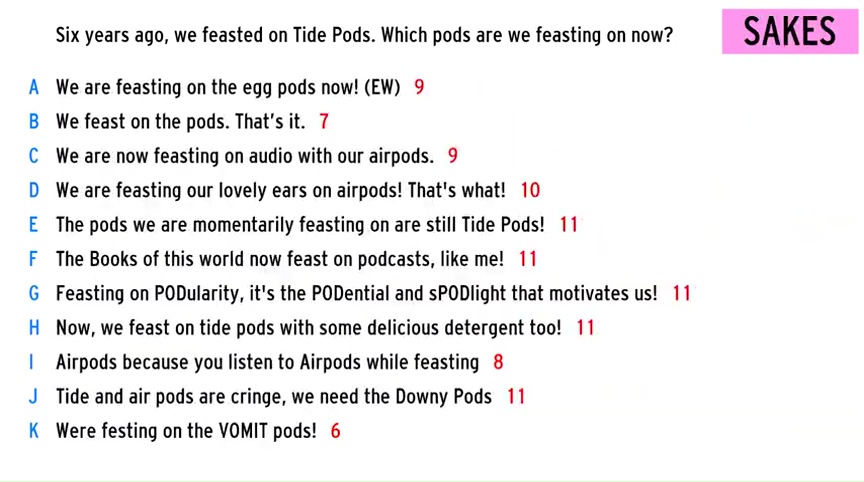 Six years ago, we feasted on Tide Pods. Which pods are we feasting on now?
SAKES
A We are feasting on the egg pods now! (EW) 9
B We feast on the pods. That's it. 7
C We are now feasting on audio with our airpods. 9
D We are feasting our lovely ears on airpods! That's what! 10
E The pods we are momentarily feasting on are still Tide Pods! 11
F The Books of this world now feast on podcasts, like me! 11
G Feasting on PODularity, it's the PODential and sPODlight that motivates us! 11
H Now, we feast on tide pods with some delicious detergent too! 11
I Airpods because you listen to Airpods while feasting 8
J Tide and air pods are cringe, we need the Downy Pods 11
K Were festing on the VOMIT pods! 6